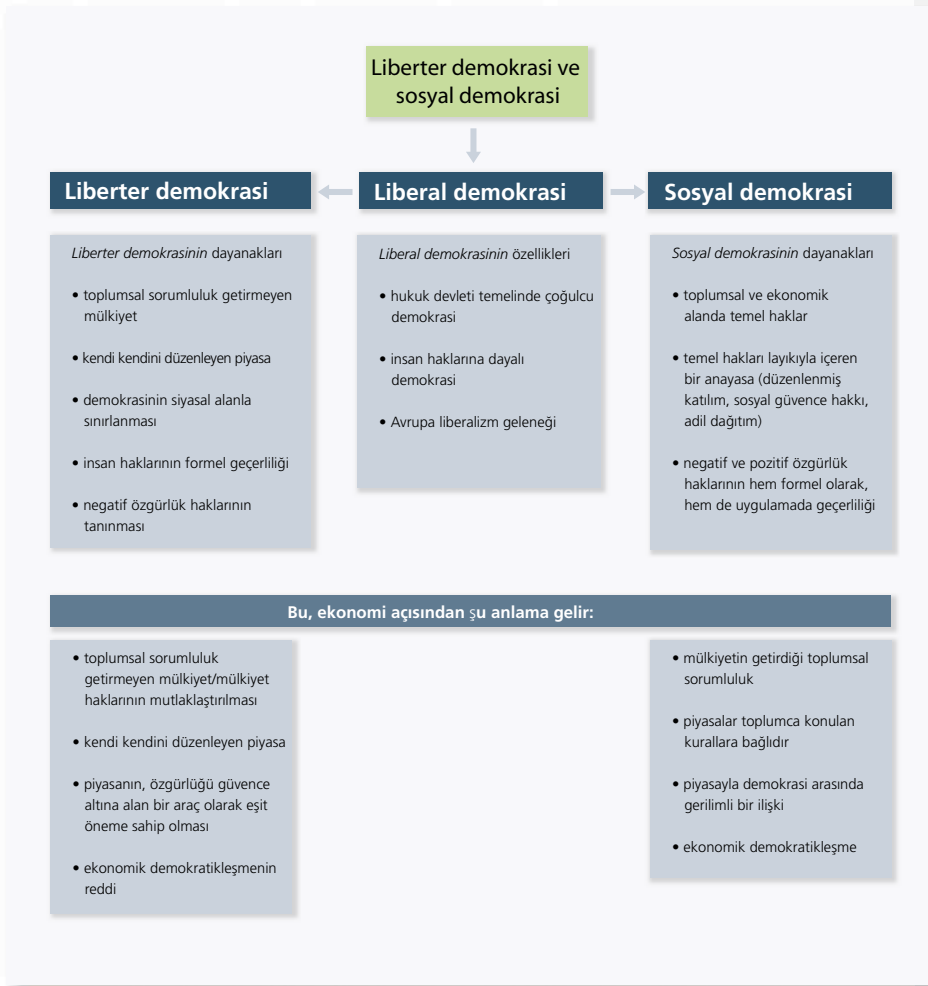 Liberter demokrasi ve
sosyal demokrasi
Liberter demokrasi
Liberal demokrasi
Sosyal demokrasi
Liberter demokrasinin dayanakları
• toplumsal sorumluluk getirmeyen
mülkiyet
• kendi kendini düzenleyen piyasa
• demokrasinin siyasal alanla
sınırlanması
• insan haklarının formel geçerliliği
• negatif özgürlük haklarının
tanınması
Liberal demokrasinin özellikleri
• hukuk devleti temelinde çoğulcu
demokrasi
• insan haklarına dayalı
demokrasi
• Avrupa liberalizm geleneği
Sosyal demokrasinin dayanakları
• toplumsal ve ekonomik
alanda temel haklar
• temel hakları layıkıyla içeren
bir anayasa (düzenlenmiş
katılım, sosyal güvence hakkı,
adil dağıtım)
• negatif ve pozitif özgürlük
haklarının hem formel olarak,
hem de uygulamada geçerliliği
Bu, ekonomi açısından şu anlama gelir:
• toplumsal sorumluluk
getirmeyen mülkiyet/mülkiyet
haklarının mutlaklaştırılması
• kendi kendini düzenleyen piyasa
• piyasanın, özgürlüğü güvence
altına alan bir araç olarak eşit
öneme sahip olması
• ekonomik demokratikleşmenin
reddi
• mülkiyetin getirdiği toplumsal
sorumluluk
• piyasalar toplumca konulan
kurallara bağlıdır
• piyasayla demokrasi arasında
gerilimli bir ilişki
• ekonomik demokratikleşme